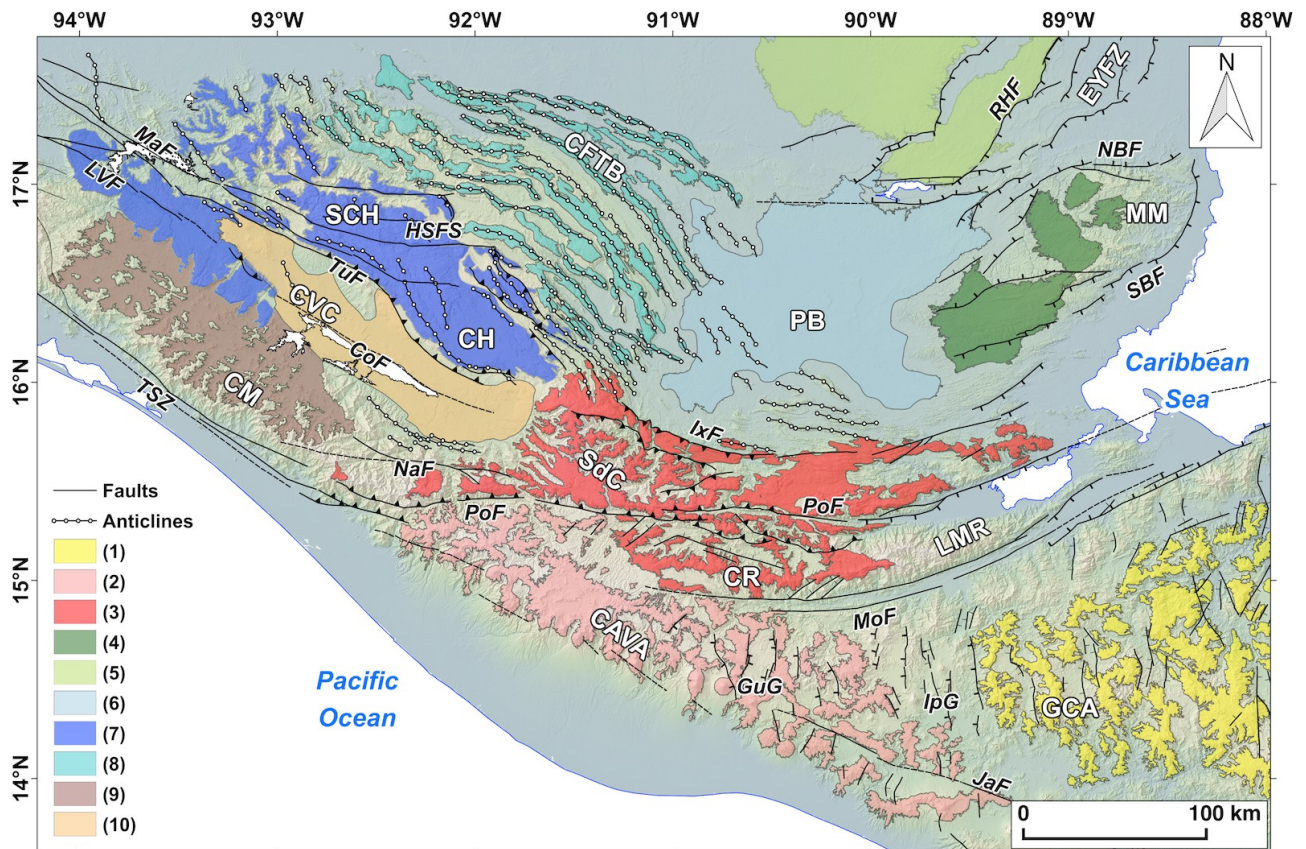 94°W 93°W 92°W 91°W 90°W 89°W 88°W
N
EYFZ
RHF
MaF
CFTB
NBF
17°N
LVF
SCH
MM
HSFS
TuF
SBF
CVC
PB
CH
CoF
Caribbean
Sea
16°N
CM
TSZ
IxF
SdC
NaF
Faults
PoF
PoF
Anticlines
LMR
(1)
15°N
CR
(2)
(3)
MoF
CAVA
(4)
(5)
Pacific
Ocean
GuG
IpG
GCA
(6)
(7)
14°N
(8)
JaF
(9)
(10)
0 100 km